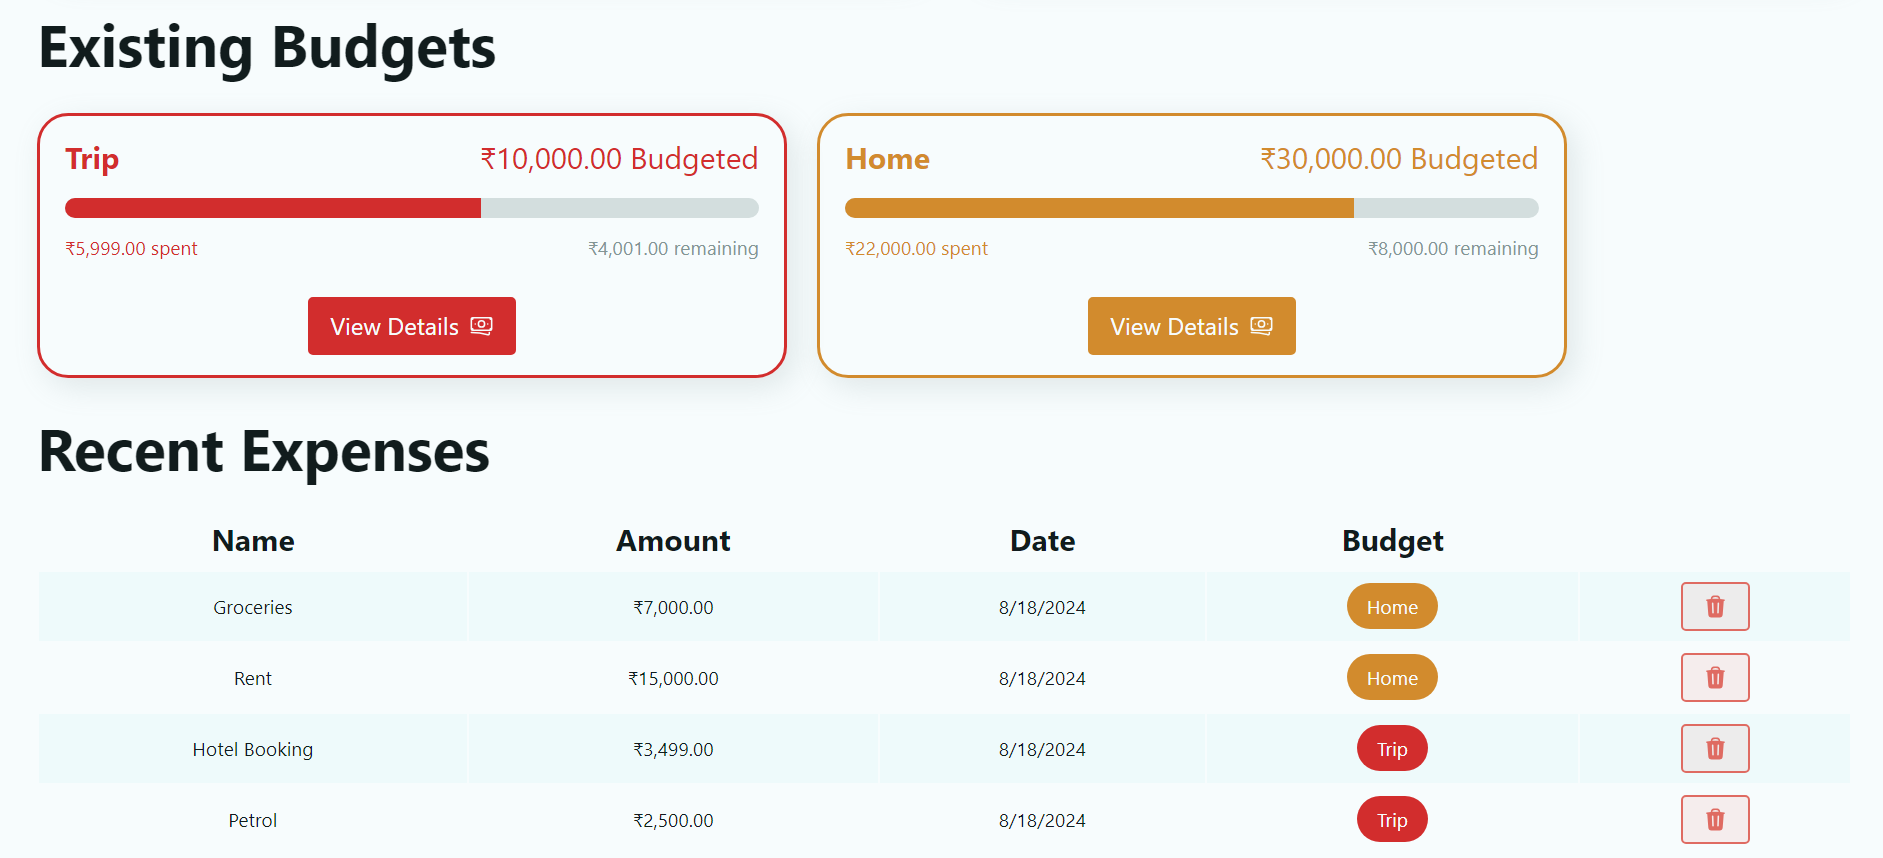 Existing Budgets
Trip ₹10,000.00 Budgeted
₹5,999.00 spent ₹4,001.00 remaining
View Details
Home ₹30,000.00 Budgeted
₹22,000.00 spent ₹8,000.00 remaining
View Details
Recent Expenses
Name Amount Date Budget
Groceries ₹7,000.00 8/18/2024 Home
Rent ₹15,000.00 8/18/2024 Home
Hotel Booking ₹3,499.00 8/18/2024 Trip
Petrol ₹2,500.00 8/18/2024 Trip